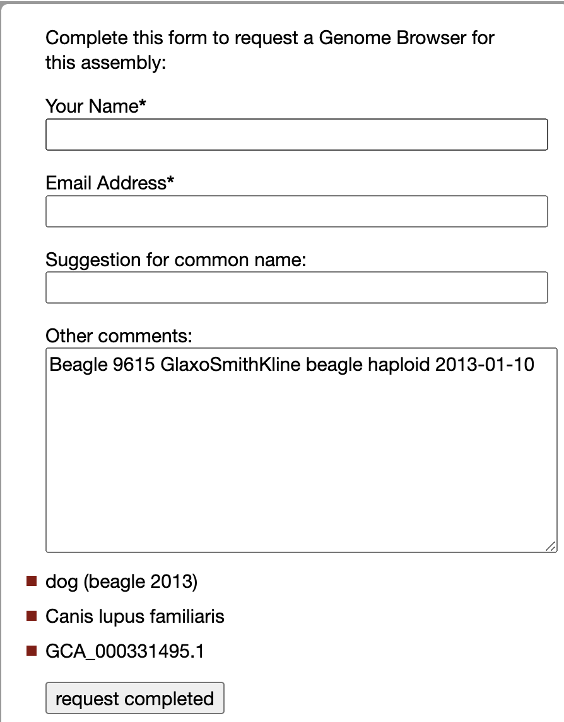 Complete this form to request a Genome Browser for
this assembly:
Your Name*
Email Address*
Suggestion for common name:
Other comments:
Beagle 9615 GlaxoSmithKline beagle haploid 2013-01-10
dog (beagle 2013)
Canis lupus familiaris
GCA_000331495.1
request completed